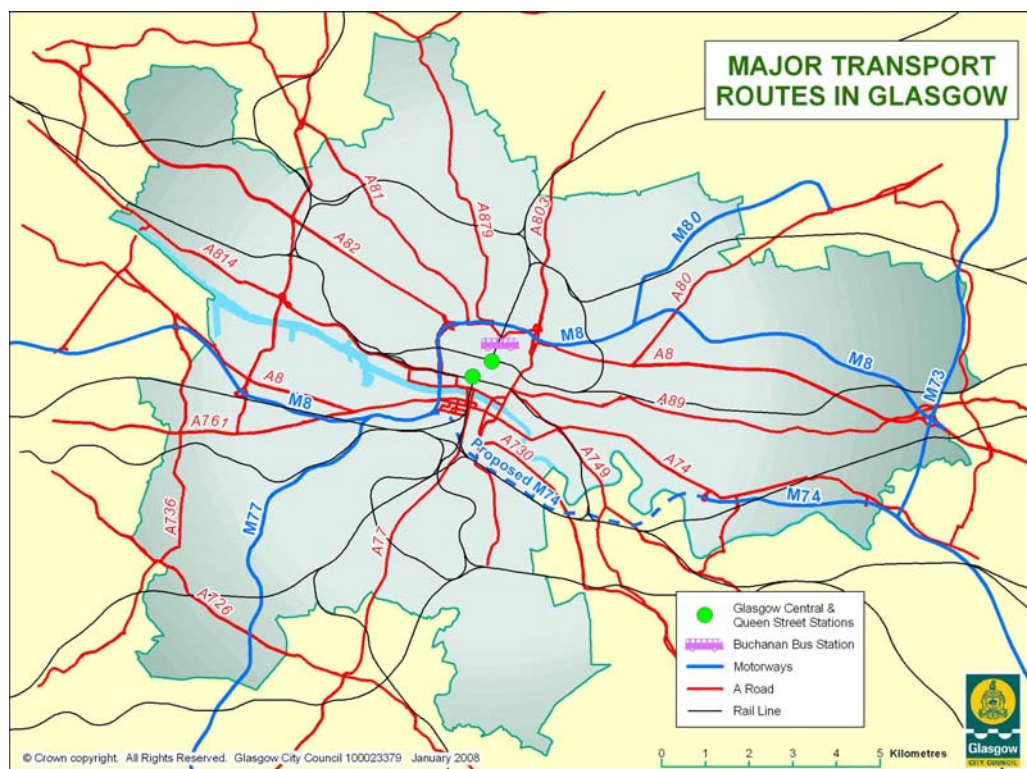 MAJOR TRANSPORT
ROUTES IN GLASGOW
A81
A82
A879
A803
M80
A814
A80
M8
A8
M8
M73
A8
M8
A761
A89
A730
A749
A74
Proposed M74
M74
M77
A736
A77
A726
Glasgow Central &
Queen Street Stations
Buchanan Bus Station
Motorways
A Road
Rail Line
0 1 2 3 4 5 Kilometres
Glasgow
CITY COUNCIL
© Crown copyright. All Rights Reserved. Glasgow City Council 100023379 January 2008